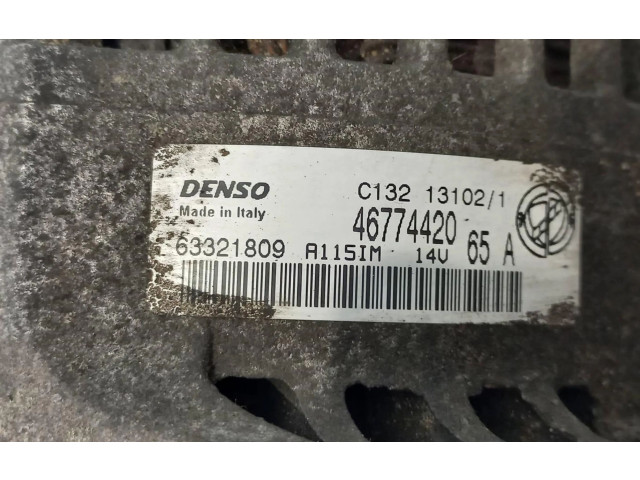 DENSO C132 13102/1
Made in Italy 46774420 65 A
63321809 A115IM 14V